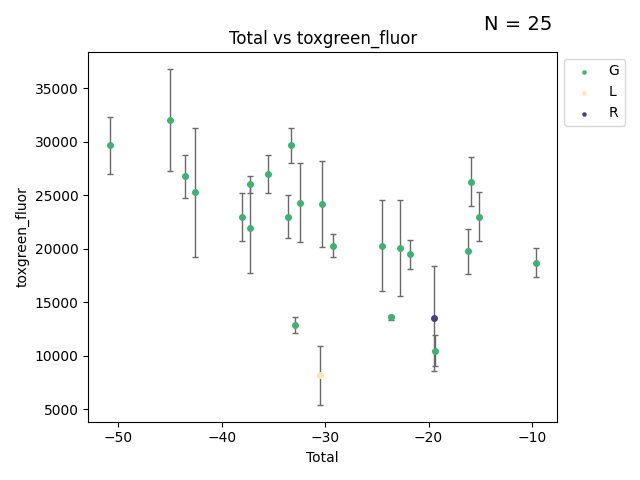 N = 25
Total vs toxgreen_fluor
G
L
R
toxgreen_fluor
35000
30000
25000
20000
15000
10000
5000
−50
−40
−30
−20
−10
Total